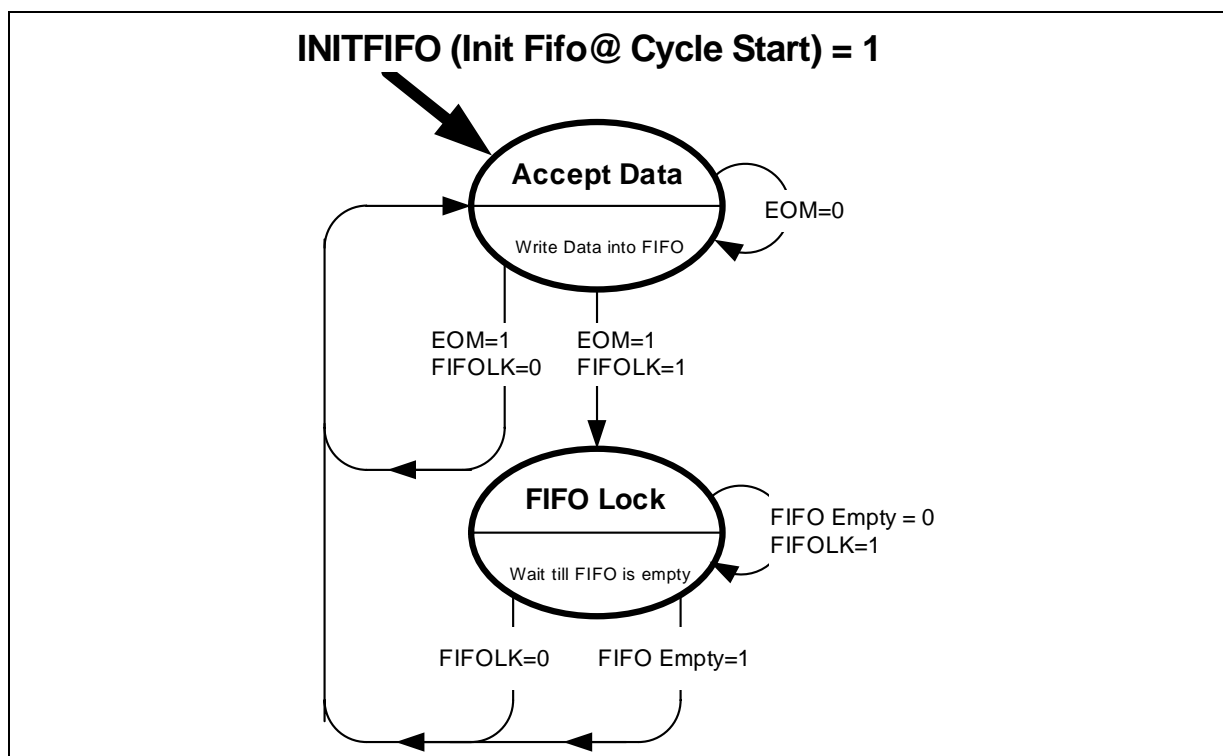 INITFIFO (Init Fifo@ Cycle Start) = 1
Accept Data
EOM=0
Write Data into FIFO
EOM=1
FIFOLK=0
EOM=1
FIFOLK=1
FIFO Lock
FIFO Empty = 0
FIFOLK=1
Wait till FIFO is empty
FIFOLK=0
FIFO Empty=1